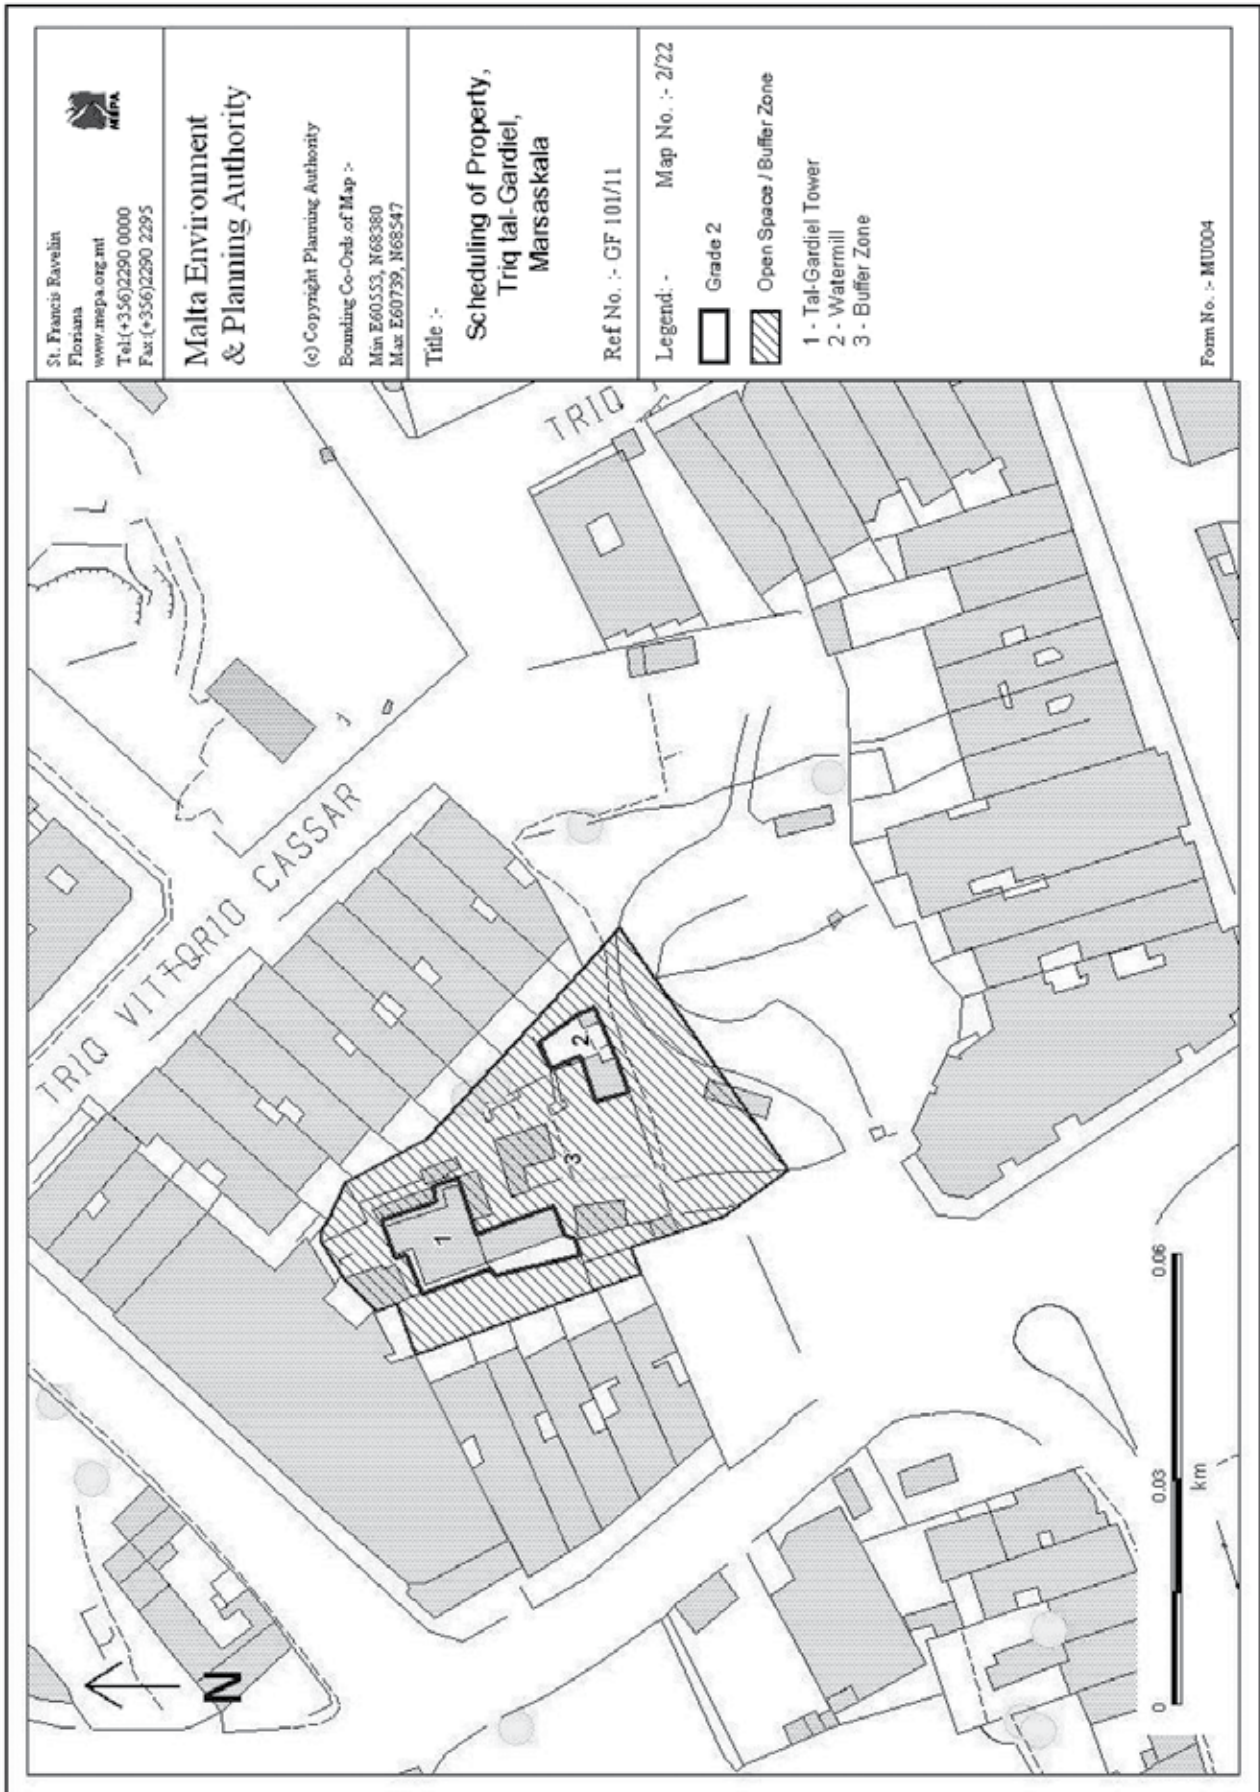 St. Francis Ravelin
Floriana
www.mepa.org.mt
Tel:(+356)2290 0000
Fax:(+356)2290 2295
MEPA
Malta Environment
& Planning Authority
(c) Copyright Planning Authority
Bounding Co-Ords of Map :-
Min E60553, N68380
Max E60739, N68547
Title :-
Scheduling of Property,
Triq tal-Gardiel,
Marsaskala
Ref No. :- GF 101/11
Legend:- Map No. :- 2/22
Grade 2
Open Space / Buffer Zone
1 - Tal-Gardiel Tower
2 - Watermill
3 - Buffer Zone
Form No. :- MU004
TRIQ VITTORIO CASSAR
TRIQ
1
2
3
N
0 0.03 0.06
km